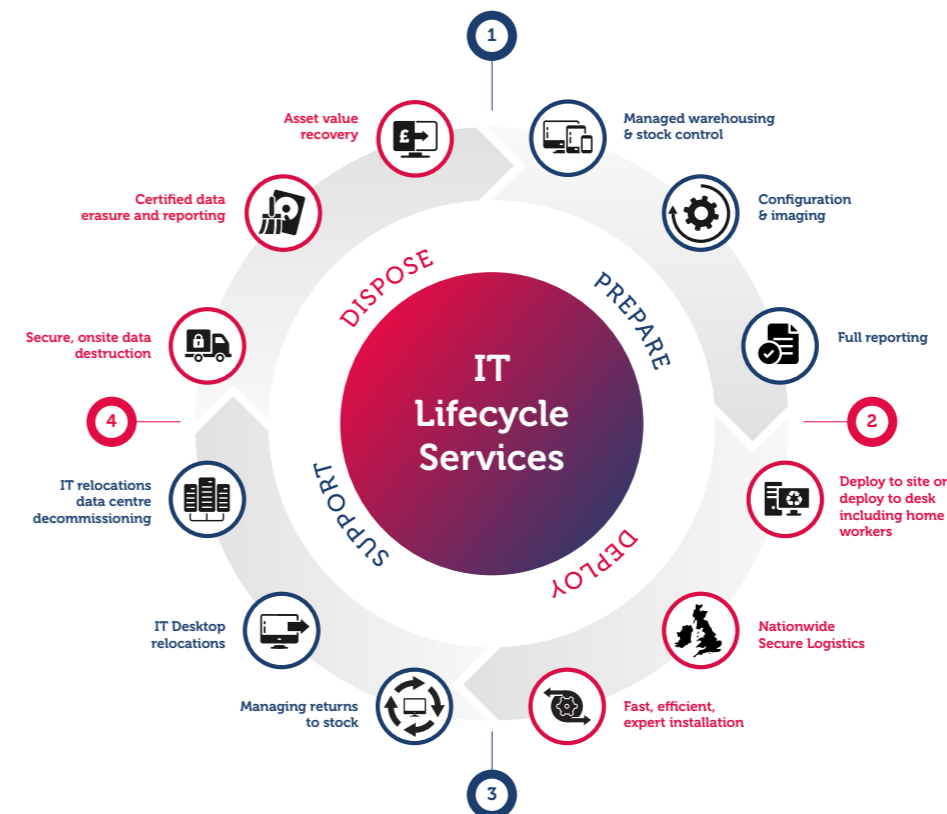 1
Managed warehousing
& stock control
Configuration
& imaging
Full reporting
2
Deploy to site or
deploy to desk
including home
workers
Nationwide
Secure Logistics
Fast, efficient,
expert installation
3
Managing returns
to stock
IT Desktop
relocations
IT relocations
data centre
decommissioning
4
Secure, onsite data
destruction
Certified data
erasure and reporting
Asset value
recovery
£
PREPARE
DEPLOY
SUPPORT
DISPOSE
IT
Lifecycle
Services